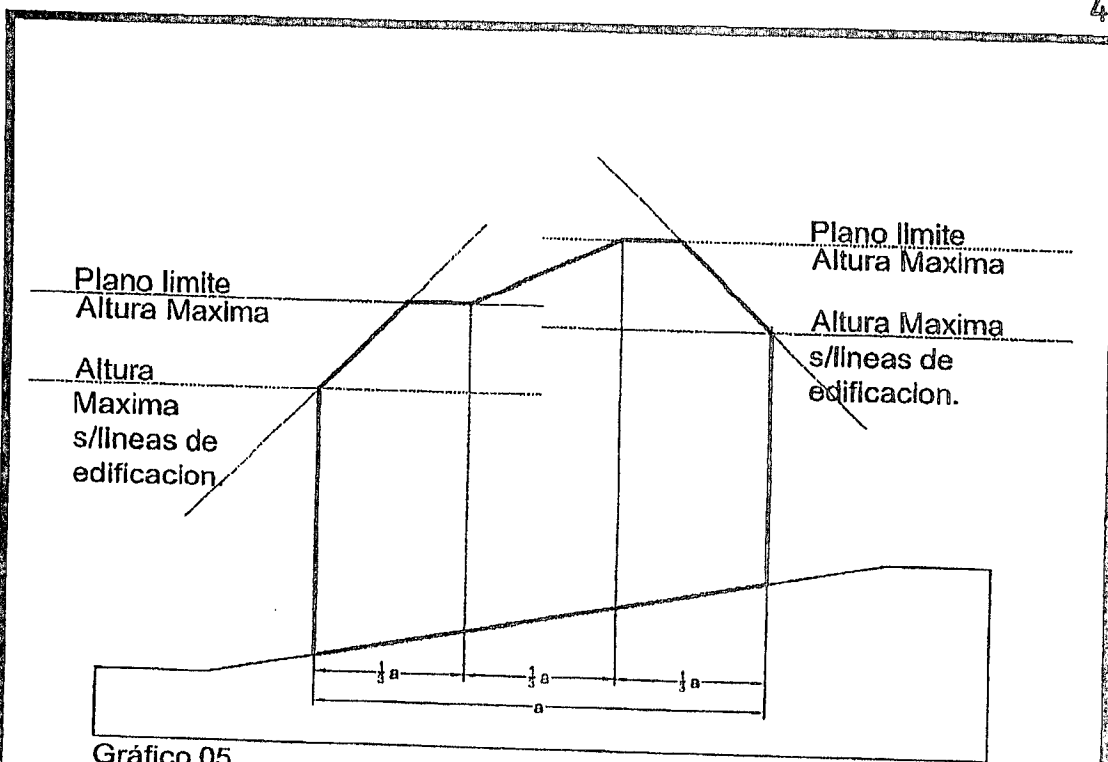 4
Plano limite
Altura Maxima
Altura
Maxima
s/lineas de
edificacion.
Plano limite
Altura Maxima
Altura Maxima
s/lineas de
edificacion.
1/3 a
1/3 a
1/3 a
a
Gráfico 05